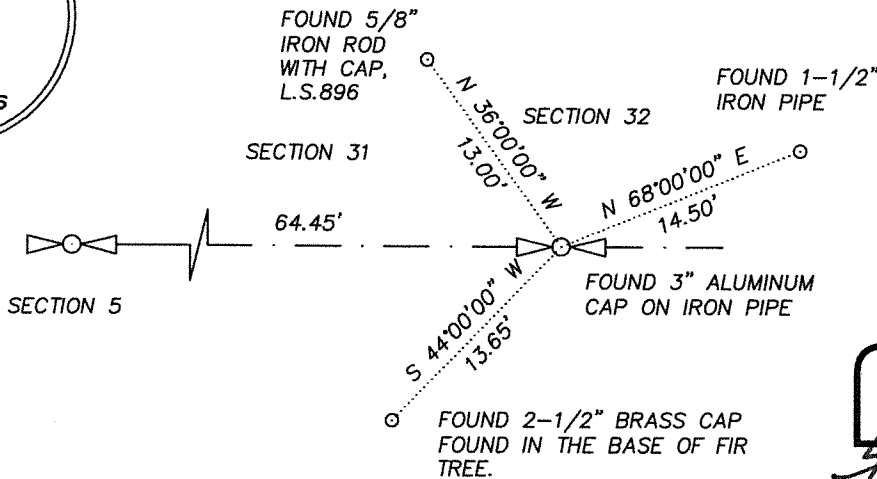 FOUND 5/8"
IRON ROD
WITH CAP,
L.S.896
6
N 36°00'00" W
13.00'
SECTION 32
FOUND 1-1/2"
IRON PIPE
SECTION 31
N 68°00'00" E
14.50'
64.45'
SECTION 5
S 44°00'00" W
13.65'
FOUND 3" ALUMINUM
CAP ON IRON PIPE
FOUND 2-1/2" BRASS CAP
FOUND IN THE BASE OF FIR
TREE.